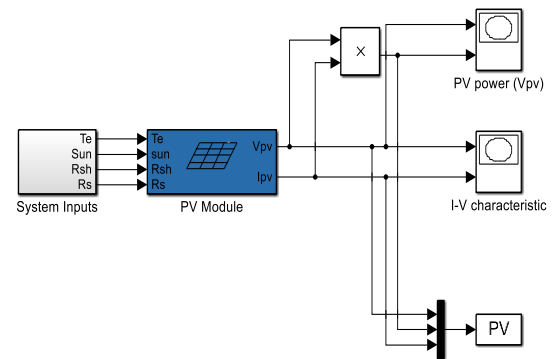 X
PV power (Vpv)
Te
Sun
Rsh
Rs
System Inputs
Te
sun
Rsh
Rs
Vpv
Ipv
PV Module
I-V characteristic
PV